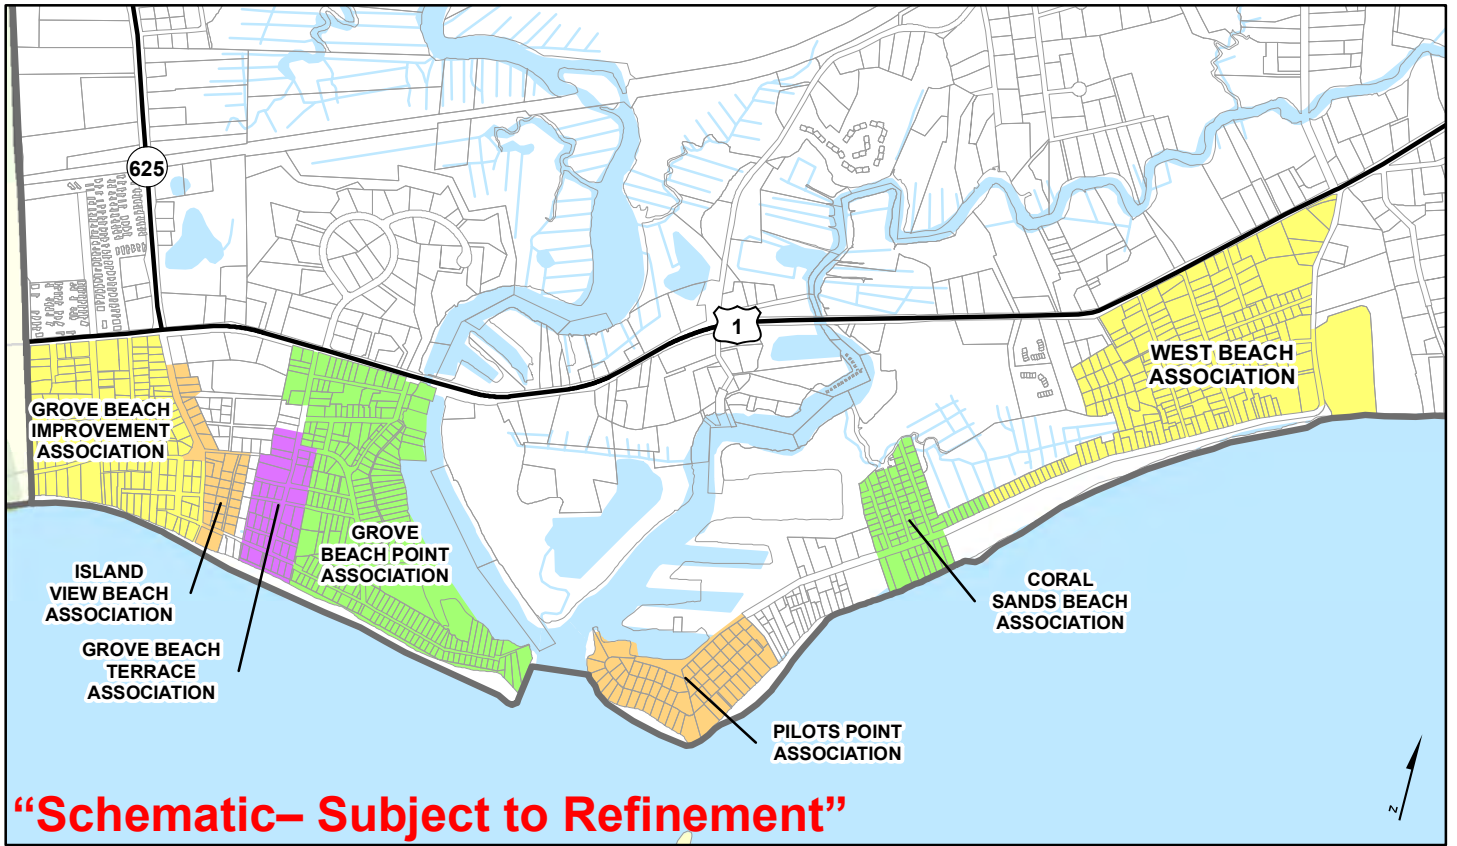 625
1
WEST BEACH
ASSOCIATION
GROVE BEACH
IMPROVEMENT
ASSOCIATION
GROVE
BEACH POINT
ASSOCIATION
ISLAND
VIEW BEACH
ASSOCIATION
CORAL
SANDS BEACH
ASSOCIATION
GROVE BEACH
TERRACE
ASSOCIATION
PILOTS POINT
ASSOCIATION
“Schematic– Subject to Refinement”
N